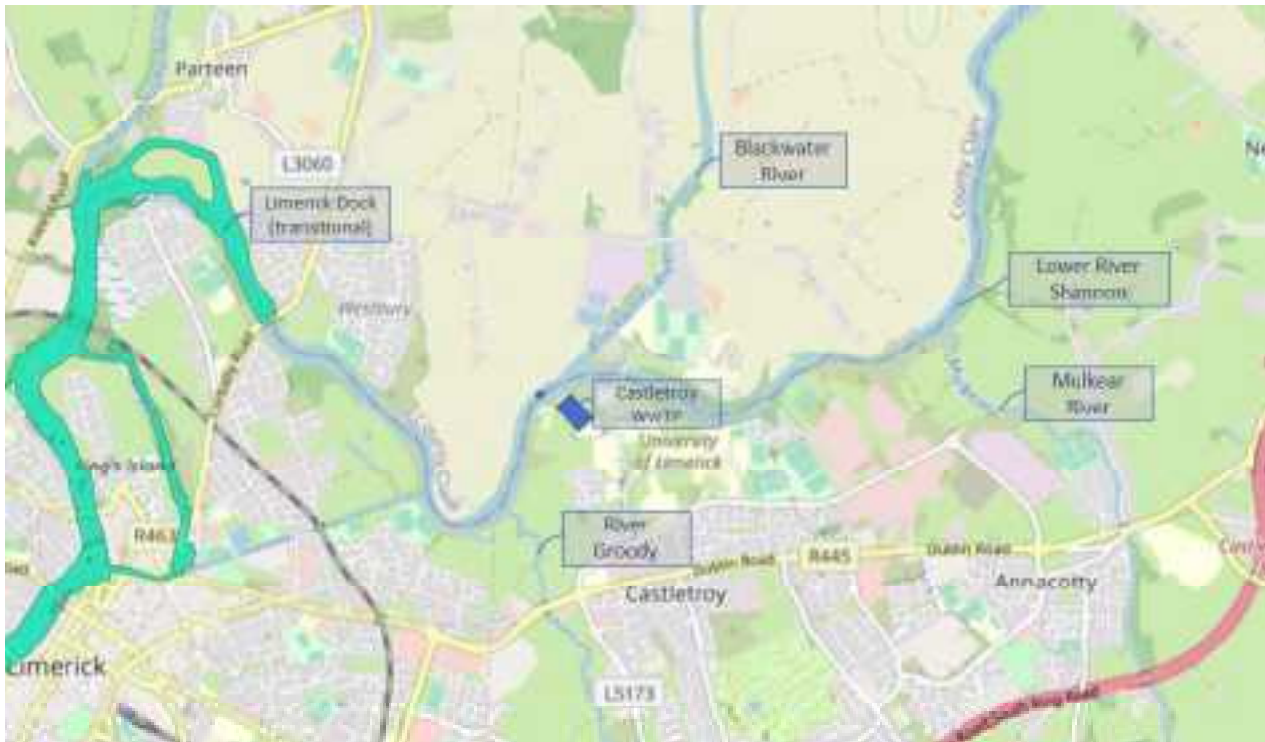 Parteen
L3060
Blackwater
River
Limerick Dock
(transitional)
County Clare
Lower River
Shannon
Westbury
Mulkear
River
Castletroy
WWTP
University
of Limerick
King's Island
R463
River
Groody
Dublin Road
R445
Dublin Road
Castletroy
Annacotty
Limerick
L5173